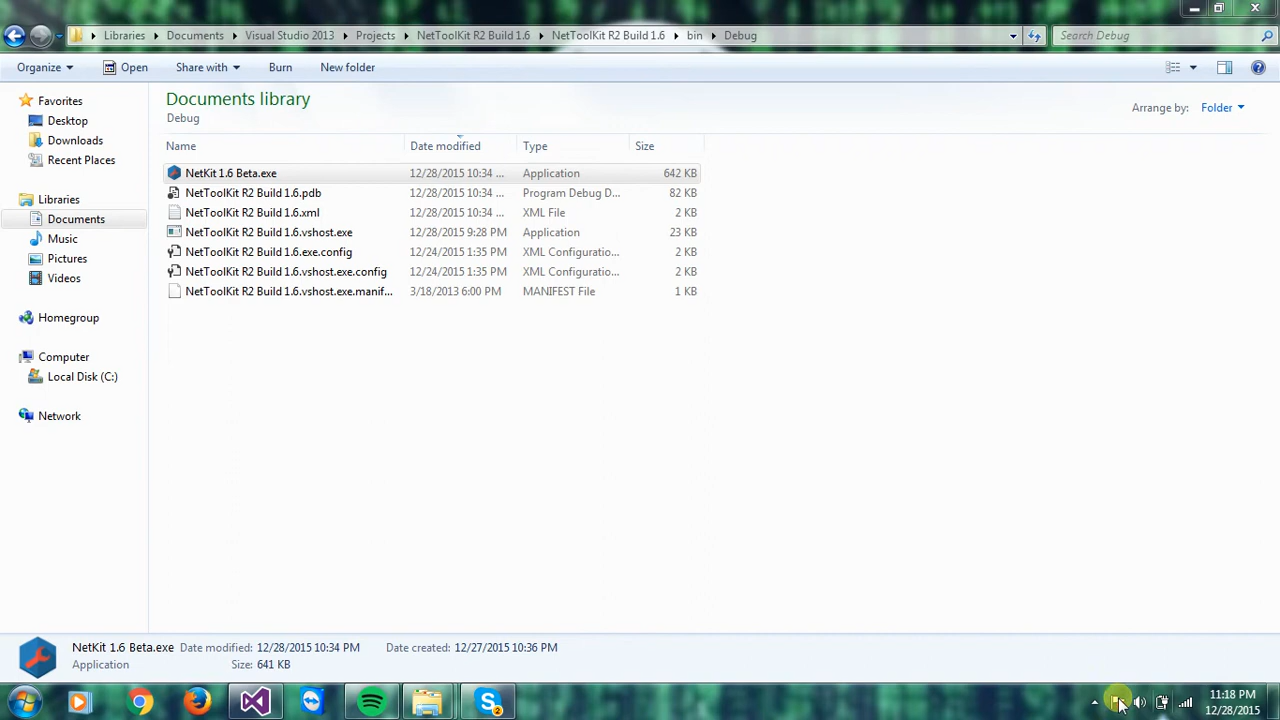 Libraries Documents Visual Studio 2013 Projects NetToolKit R2 Build 1.6 NetToolKit R2 Build 1.6 bin Debug Search Debug
Organize Open Share with Burn New folder
Favorites
Desktop
Downloads
Recent Places
Libraries
Documents
Music
Pictures
Videos
Homegroup
Computer
Local Disk (C:)
Network
Documents library
Debug
Arrange by: Folder
Name Date modified Type Size
NetKit 1.6 Beta.exe 12/28/2015 10:34 ... Application 642 KB
NetToolKit R2 Build 1.6.pdb 12/28/2015 10:34 ... Program Debug D... 82 KB
NetToolKit R2 Build 1.6.xml 12/28/2015 10:34 ... XML File 2 KB
NetToolKit R2 Build 1.6.vshost.exe 12/28/2015 9:28 PM Application 23 KB
NetToolKit R2 Build 1.6.exe.config 12/24/2015 1:35 PM XML Configuratio... 2 KB
NetToolKit R2 Build 1.6.vshost.exe.config 12/24/2015 1:35 PM XML Configuratio... 2 KB
NetToolKit R2 Build 1.6.vshost.exe.manif... 3/18/2013 6:00 PM MANIFEST File 1 KB
NetKit 1.6 Beta.exe Date modified: 12/28/2015 10:34 PM Date created: 12/27/2015 10:36 PM
Application Size: 641 KB
11:18 PM
12/28/2015